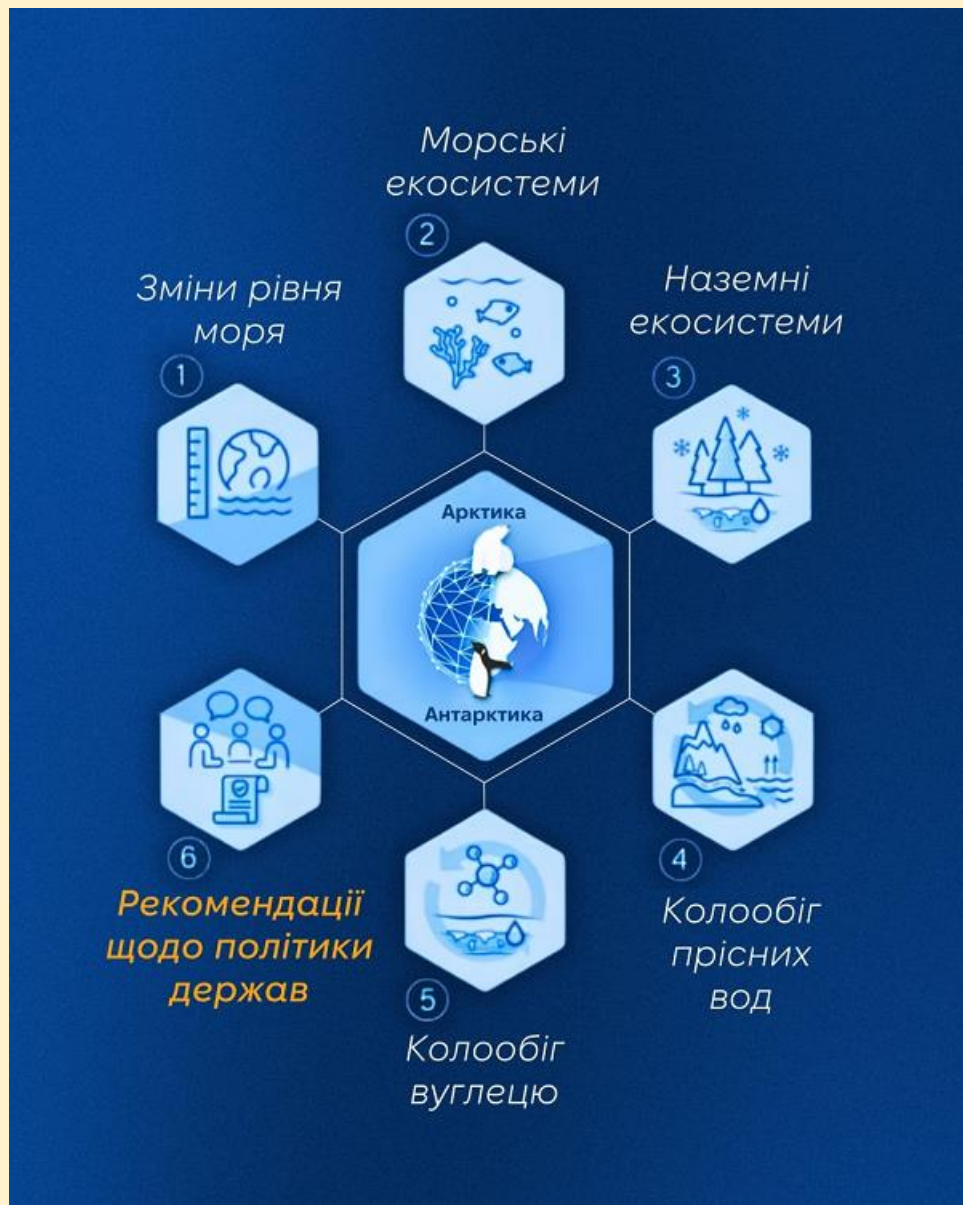 Морські
екосистеми
2
Зміни рівня
моря
1
Наземні
екосистеми
3
Арктика
Антарктика
4
Колообіг
прісних
вод
5
Колообіг
вуглецю
6
Рекомендації
щодо політики
держав